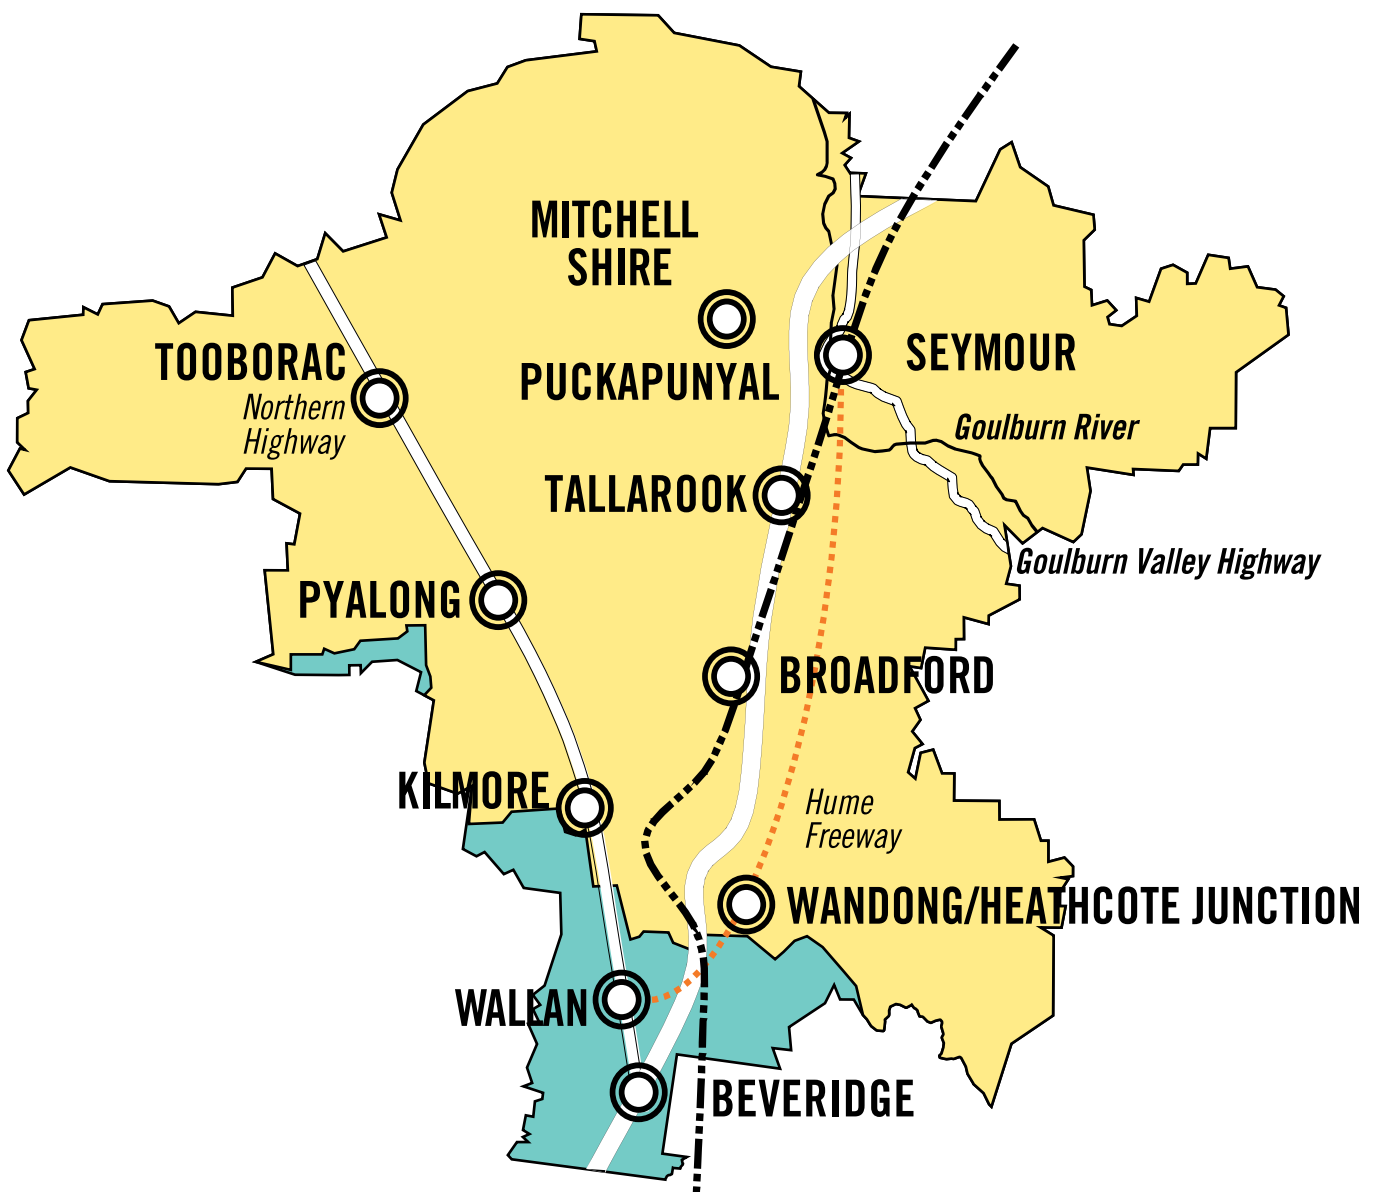 MITCHELL
SHIRE
TOOBORAC
Northern
Highway
PUCKAPUNYAL
SEYMOUR
Goulburn River
TALLAROOK
Goulburn Valley Highway
PYALONG
BROADFORD
KILMORE
Hume
Freeway
WANDONG/HEATHCOTE JUNCTION
WALLAN
BEVERIDGE